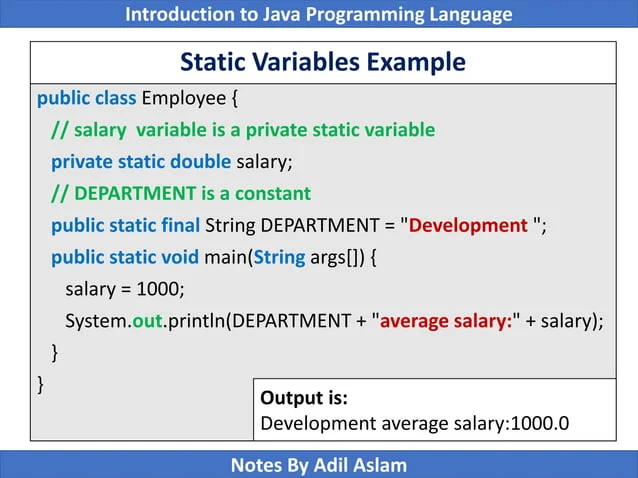 Introduction to Java Programming Language
Static Variables Example
public class Employee {
// salary variable is a private static variable
private static double salary;
// DEPARTMENT is a constant
public static final String DEPARTMENT = "Development ";
public static void main(String args[]) {
salary = 1000;
System.out.println(DEPARTMENT + "average salary:" + salary);
}
}
Output is:
Development average salary:1000.0
Notes By Adil Aslam